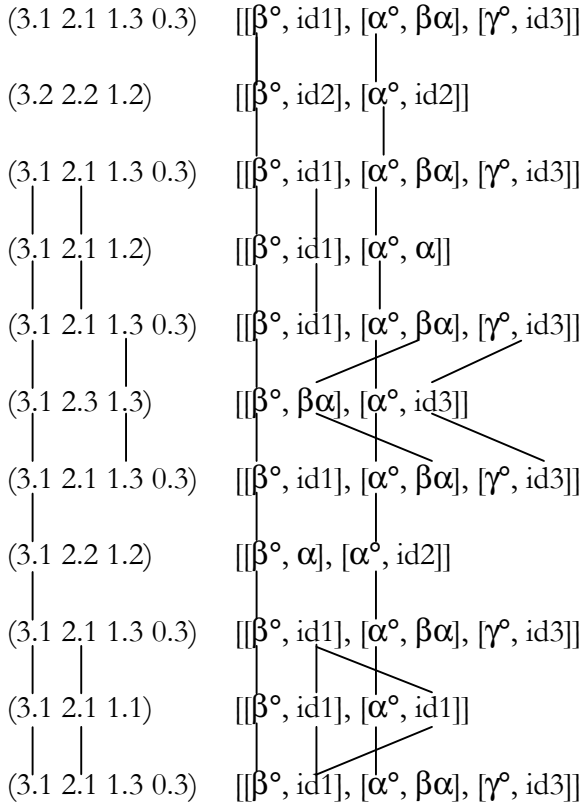 (3.1 2.1 1.3 0.3) [[β°, id1], [α°, βα], [γ°, id3]]
(3.2 2.2 1.2) [[β°, id2], [α°, id2]]
(3.1 2.1 1.3 0.3) [[β°, id1], [α°, βα], [γ°, id3]]
(3.1 2.1 1.2) [[β°, id1], [α°, α]]
(3.1 2.1 1.3 0.3) [[β°, id1], [α°, βα], [γ°, id3]]
(3.1 2.3 1.3) [[β°, βα], [α°, id3]]
(3.1 2.1 1.3 0.3) [[β°, id1], [α°, βα], [γ°, id3]]
(3.1 2.2 1.2) [[β°, α], [α°, id2]]
(3.1 2.1 1.3 0.3) [[β°, id1], [α°, βα], [γ°, id3]]
(3.1 2.1 1.1) [[β°, id1], [α°, id1]]
(3.1 2.1 1.3 0.3) [[β°, id1], [α°, βα], [γ°, id3]]